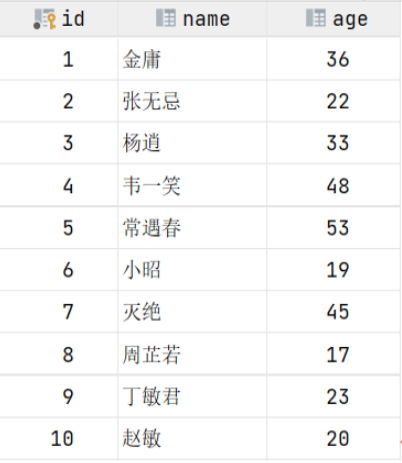 id name age
1 金庸 36
2 张无忌 22
3 杨逍 33
4 韦一笑 48
5 常遇春 53
6 小昭 19
7 灭绝 45
8 周芷若 17
9 丁敏君 23
10 赵敏 20